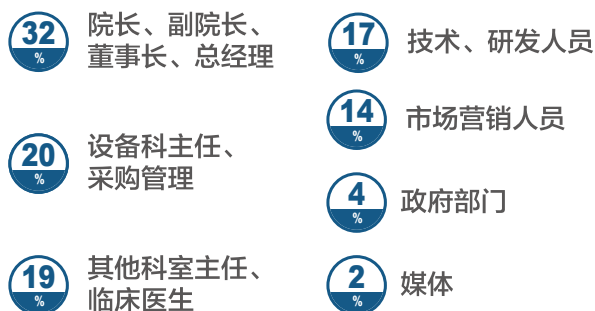 32
%
院长、副院长、
董事长、总经理
20
%
设备科主任、
采购管理
19
%
其他科室主任、
临床医生
17
%
技术、研发人员
14
%
市场营销人员
4
%
政府部门
2
%
媒体